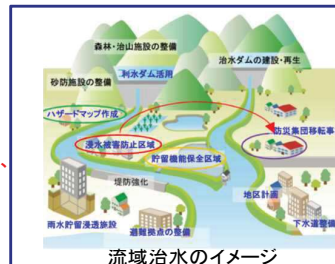 森林・治山施設の整備
治水ダムの建設・再生
利水ダム活用
砂防施設の整備
ハザードマップ作成
防災集団移転事
浸水被害防止区域
貯留機能保全区域
堤防強化
地区計画
雨水貯留浸透施設
避難拠点の整備
下水道整備
流域治水のイメージ
、